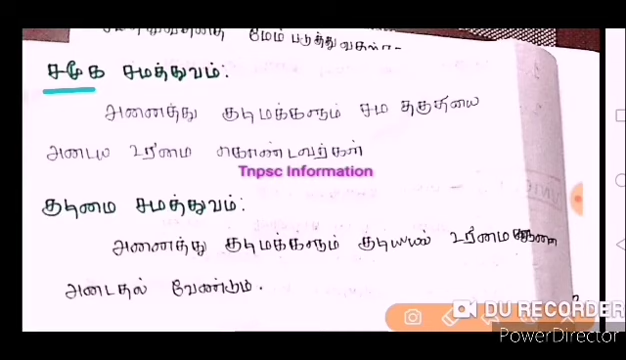 சமூக சமத்துவம்:
அனைத்து குடிமக்களும் சம தகுதியை
அடைய உரிமை கொண்டவர்கள்
Tnpsc Information
குடிமை சமத்துவம்:
அனைத்து குடிமக்களும் குடியியல் உரிமை
அடைதல் வேண்டும்.
DU RECORDER
PowerDirector